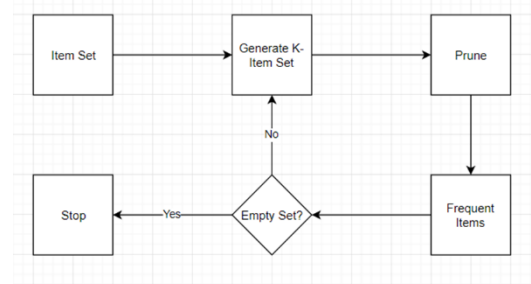 Item Set
Generate K-
Item Set
Prune
No
Stop
Yes
Empty Set?
Frequent
Items